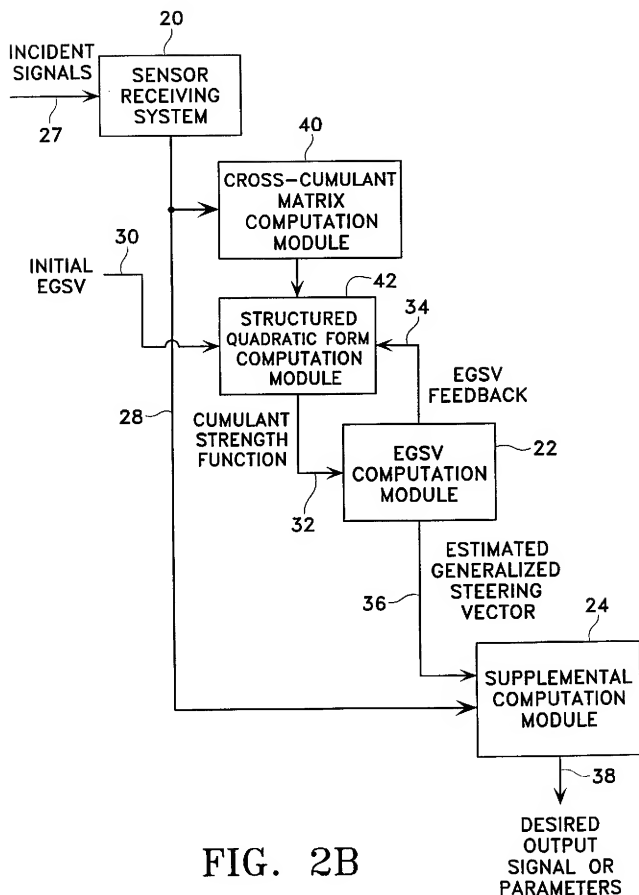 20
INCIDENT
SIGNALS
27
SENSOR
RECEIVING
SYSTEM
40
CROSS-CUMULANT
MATRIX
COMPUTATION
MODULE
30
INITIAL
EGSV
42
STRUCTURED
QUADRATIC FORM
COMPUTATION
MODULE
34
EGSV
FEEDBACK
28
CUMULANT
STRENGTH
FUNCTION
32
EGSV
COMPUTATION
MODULE
22
36
ESTIMATED
GENERALIZED
STEERING
VECTOR
24
SUPPLEMENTAL
COMPUTATION
MODULE
38
DESIRED
OUTPUT
SIGNAL OR
PARAMETERS
FIG. 2B